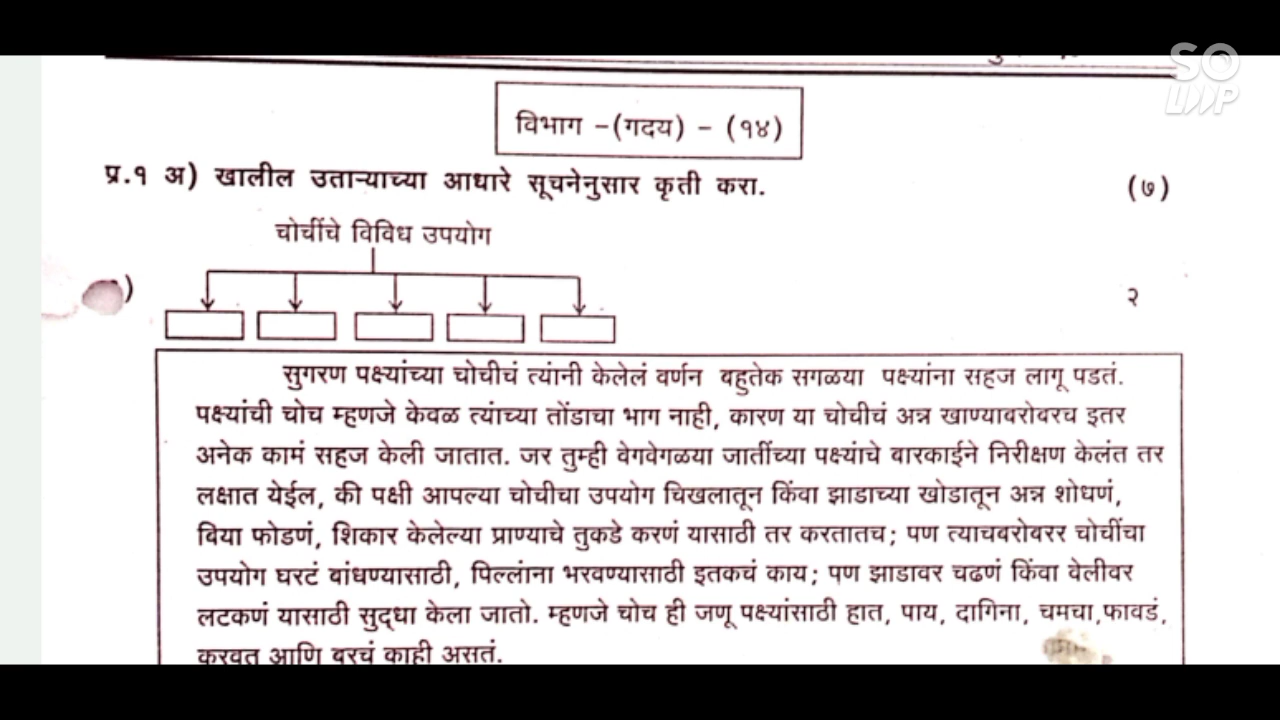 SO
LOOP
विभाग -(गदय) - (१४)
प्र.१ अ) खालील उताऱ्याच्या आधारे सूचनेनुसार कृती करा. (७)
चोचींचे विविध उपयोग
) २
सुगरण पक्ष्यांच्या चोचीचं त्यांनी केलेलं वर्णन बहुतेक सगळया पक्ष्यांना सहज लागू पडतं.
पक्ष्यांची चोच म्हणजे केवळ त्यांच्या तोंडाचा भाग नाही, कारण या चोचीचं अन्न खाण्याबरोबरच इतर
अनेक कामं सहज केली जातात. जर तुम्ही वेगवेगळया जातींच्या पक्ष्यांचे बारकाईने निरीक्षण केलंत तर
लक्षात येईल, की पक्षी आपल्या चोचीचा उपयोग चिखलातून किंवा झाडाच्या खोडातून अन्न शोधणं,
बिया फोडणं, शिकार केलेल्या प्राण्याचे तुकडे करणं यासाठी तर करतातच; पण त्याचबरोबरर चोचींचा
उपयोग घरटं बांधण्यासाठी, पिल्लांना भरवण्यासाठी इतकचं काय; पण झाडावर चढणं किंवा वेलीवर
लटकणं यासाठी सुद्धा केला जातो. म्हणजे चोच ही जणू पक्ष्यांसाठी हात, पाय, दागिना, चमचा,फावडं,
करवत आणि बरचं काही असतं.